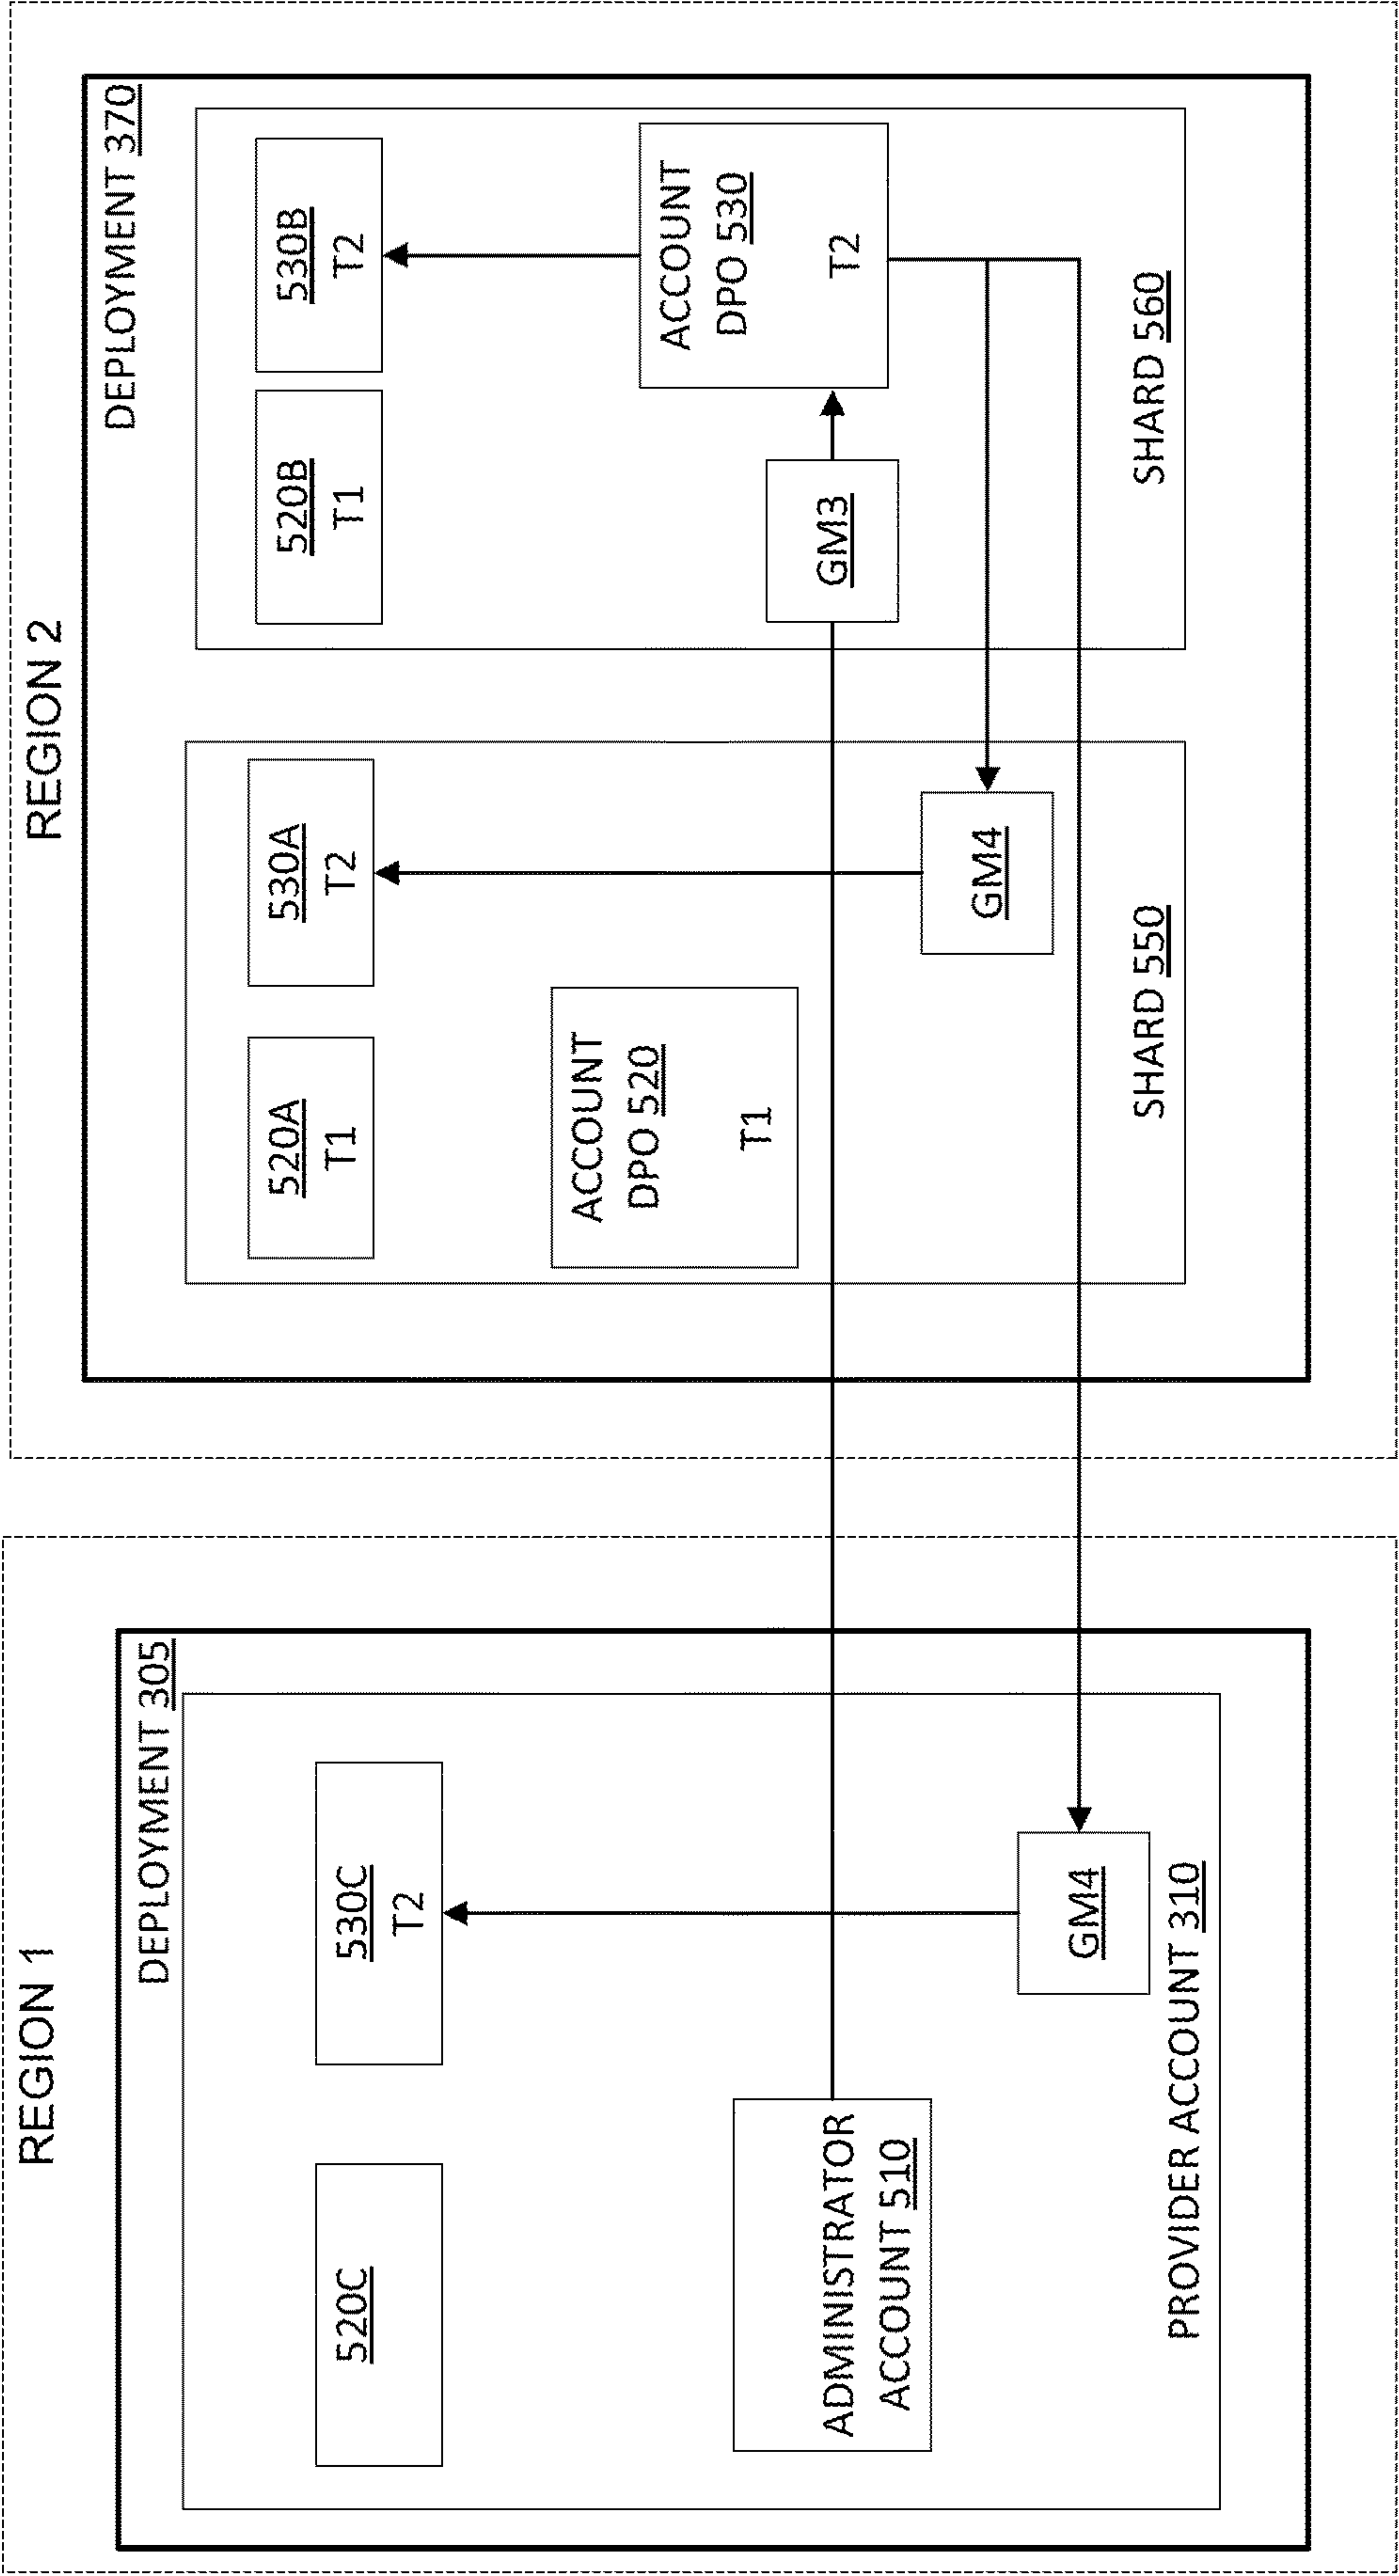 REGION 1
DEPLOYMENT 305
520C
530C
T2
ADMINISTRATOR
ACCOUNT 510
GM4
PROVIDER ACCOUNT 310
REGION 2
DEPLOYMENT 370
520A
T1
530A
T2
ACCOUNT
DPO 520
T1
GM4
SHARD 550
520B
T1
530B
T2
GM3
ACCOUNT
DPO 530
T2
SHARD 560